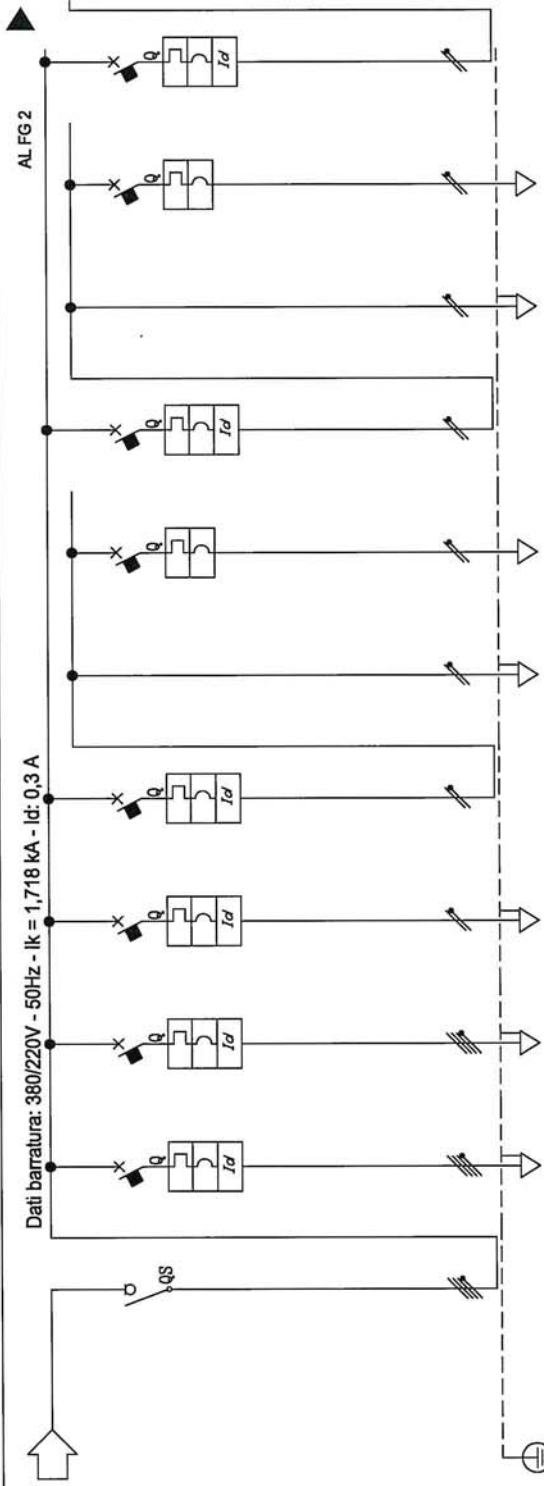 Dati barratura: 380/220V - 50Hz - Ik = 1,718 kA - Id: 0,3 A
AL FG 2
QS
Q
Id
Q
Id
Q
Id
Q
Id
Q
Q
Id
Q
Q
Id